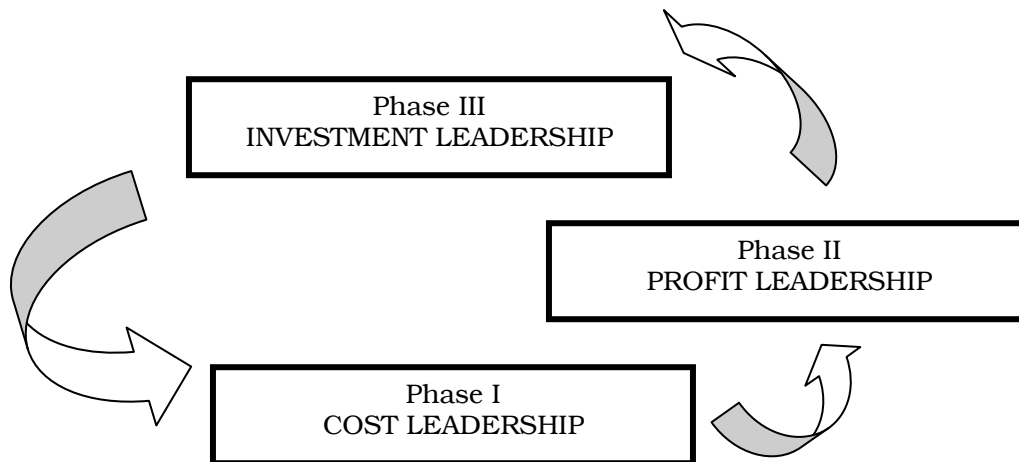 Phase III
INVESTMENT LEADERSHIP
Phase II
PROFIT LEADERSHIP
Phase I
COST LEADERSHIP